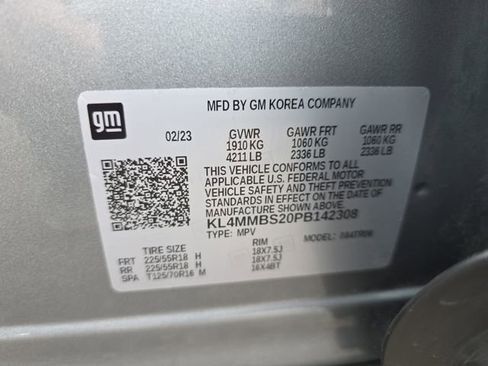 gm
MFD BY GM KOREA COMPANY
02/23 GVWR GAWR FRT GAWR RR
1910 KG 1060 KG 1060 KG
4211 LB 2336 LB 2336 LB
THIS VEHICLE CONFORMS TO ALL
APPLICABLE U.S. FEDERAL MOTOR
VEHICLE SAFETY AND THEFT PREVENTION
STANDARDS IN EFFECT ON THE DATE OF
MANUFACTURE SHOWN ABOVE.
KL4MMBS20PB142308
TYPE: MPV MODEL:
TIRE SIZE RIM
FRT 225/55R18 H 18X7.5J
RR 225/55R18 H 18X7.5J
SPA T125/70R16 M 16X4BT